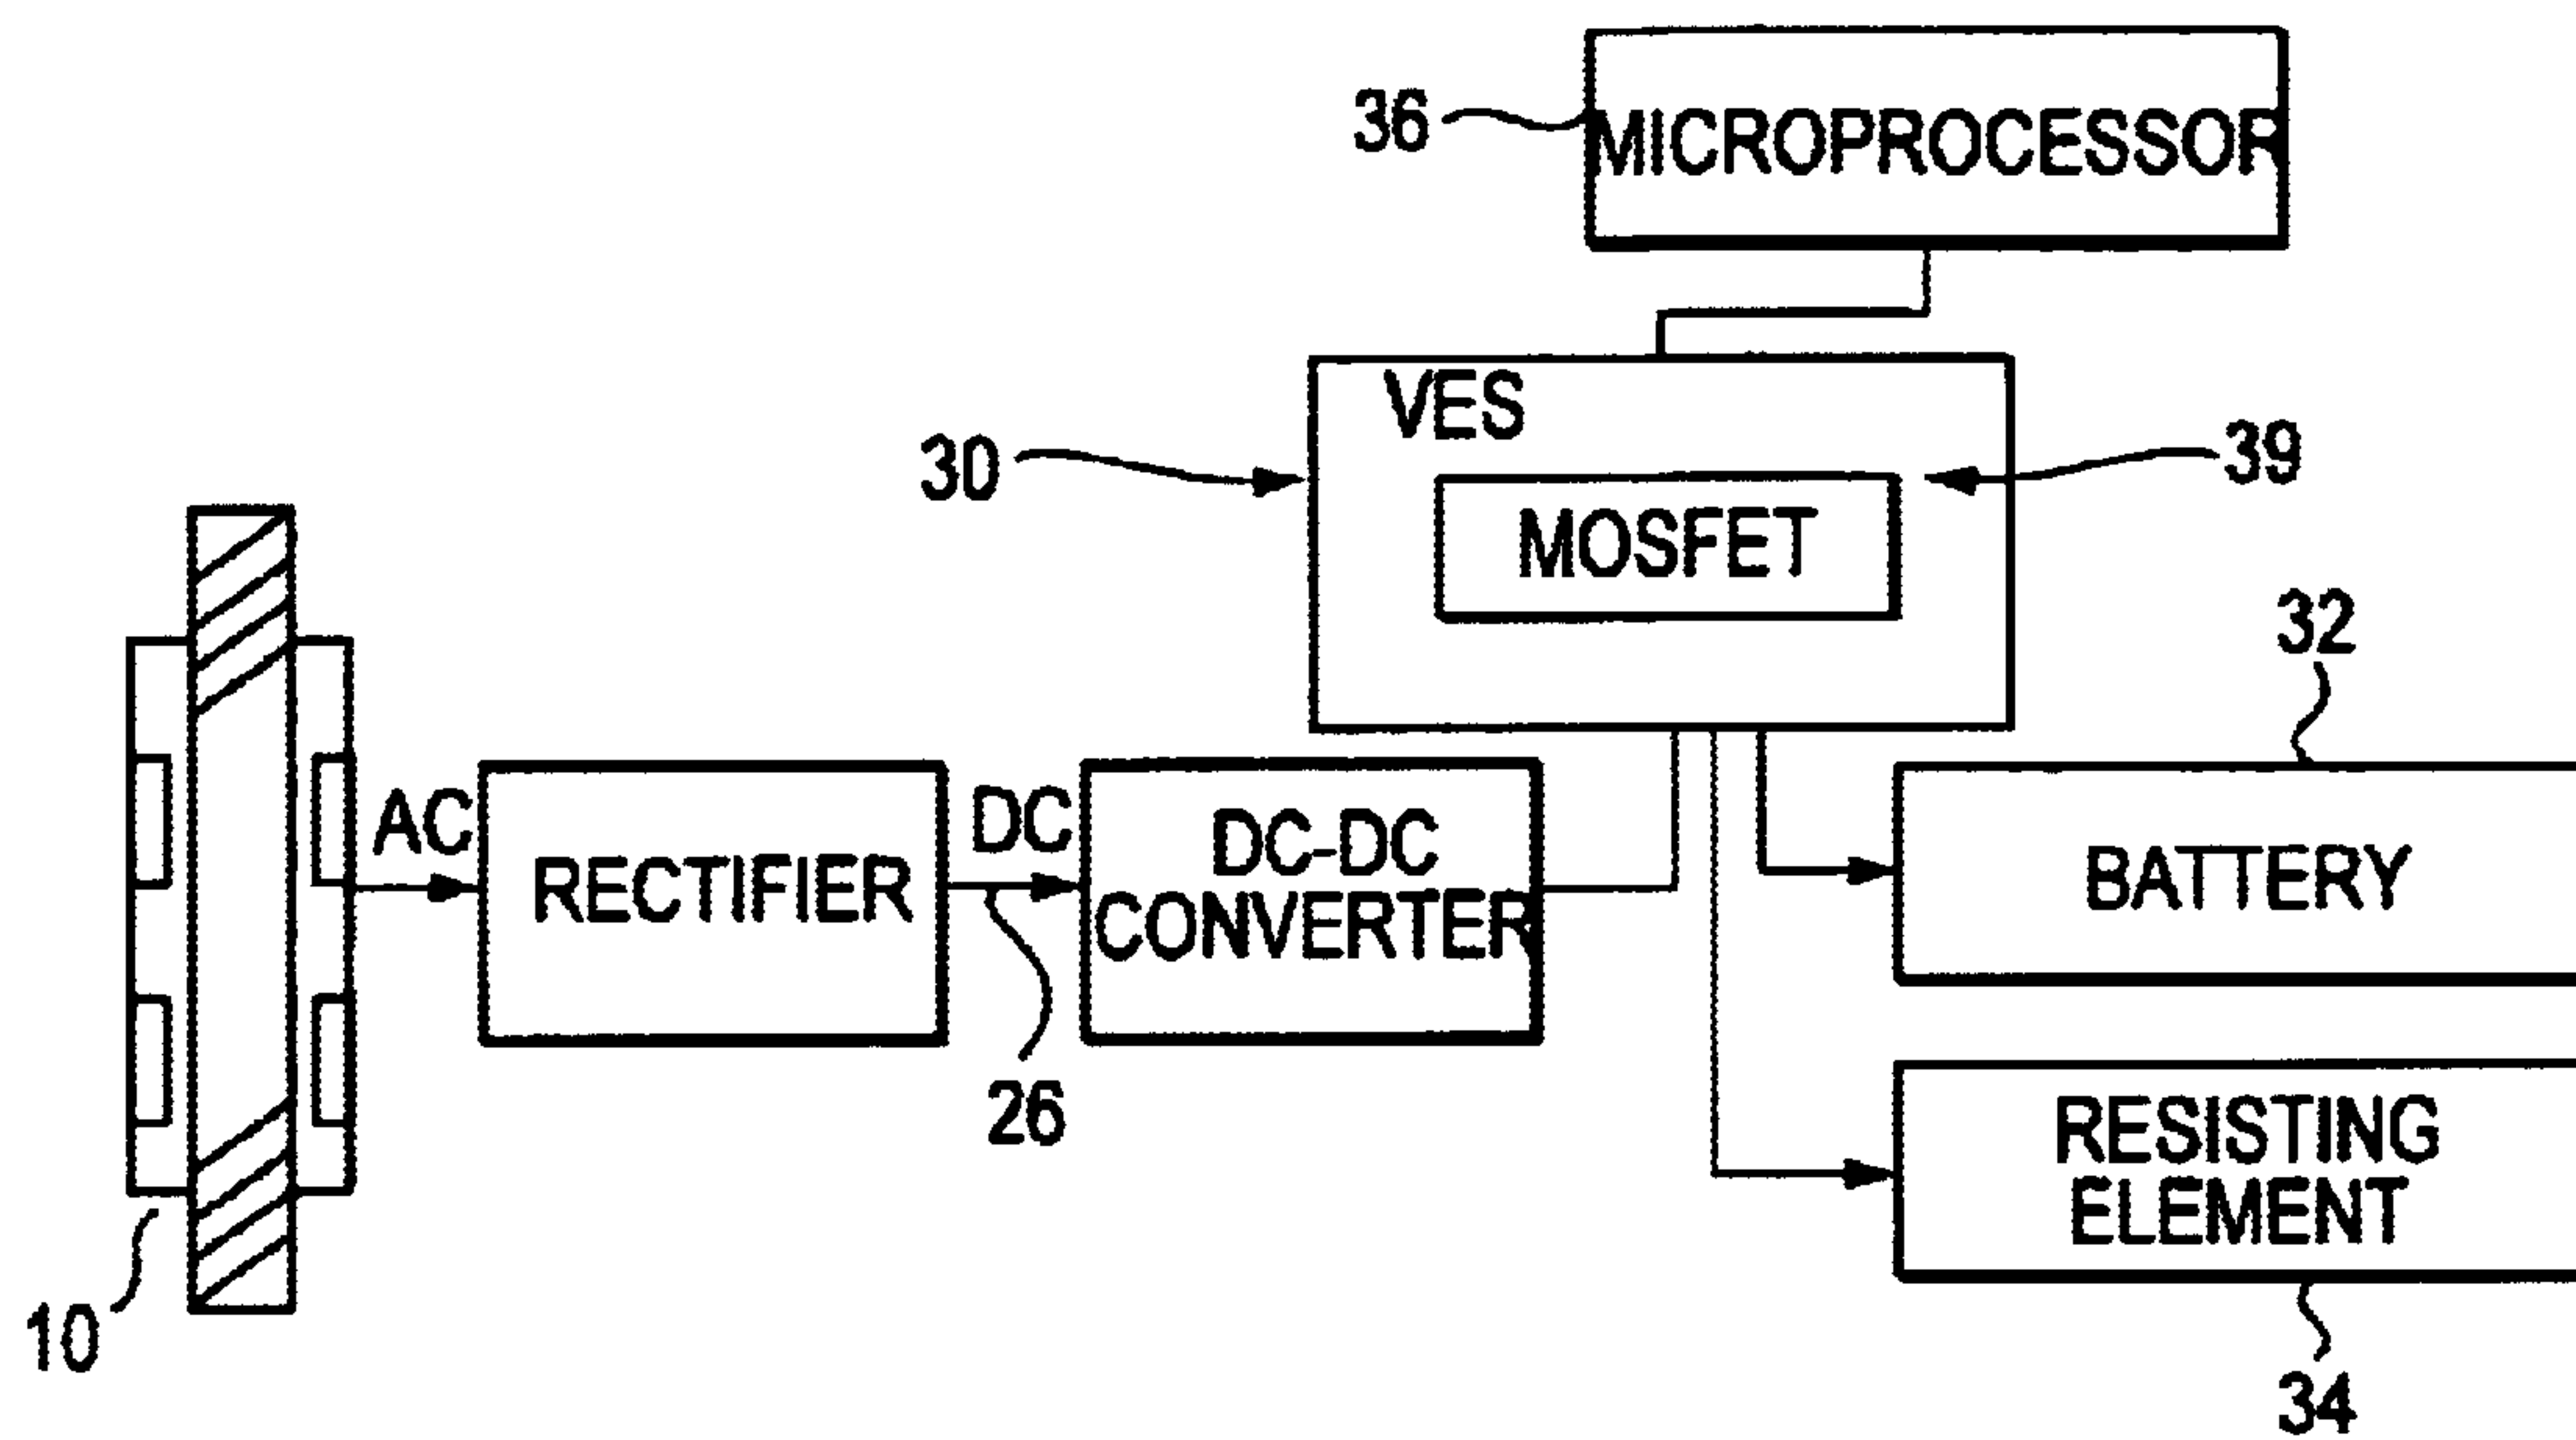 36
MICROPROCESSOR
VES
30
39
MOSFET
32
AC
RECTIFIER
DC
DC-DC
CONVERTER
BATTERY
26
RESISTING
ELEMENT
10
34